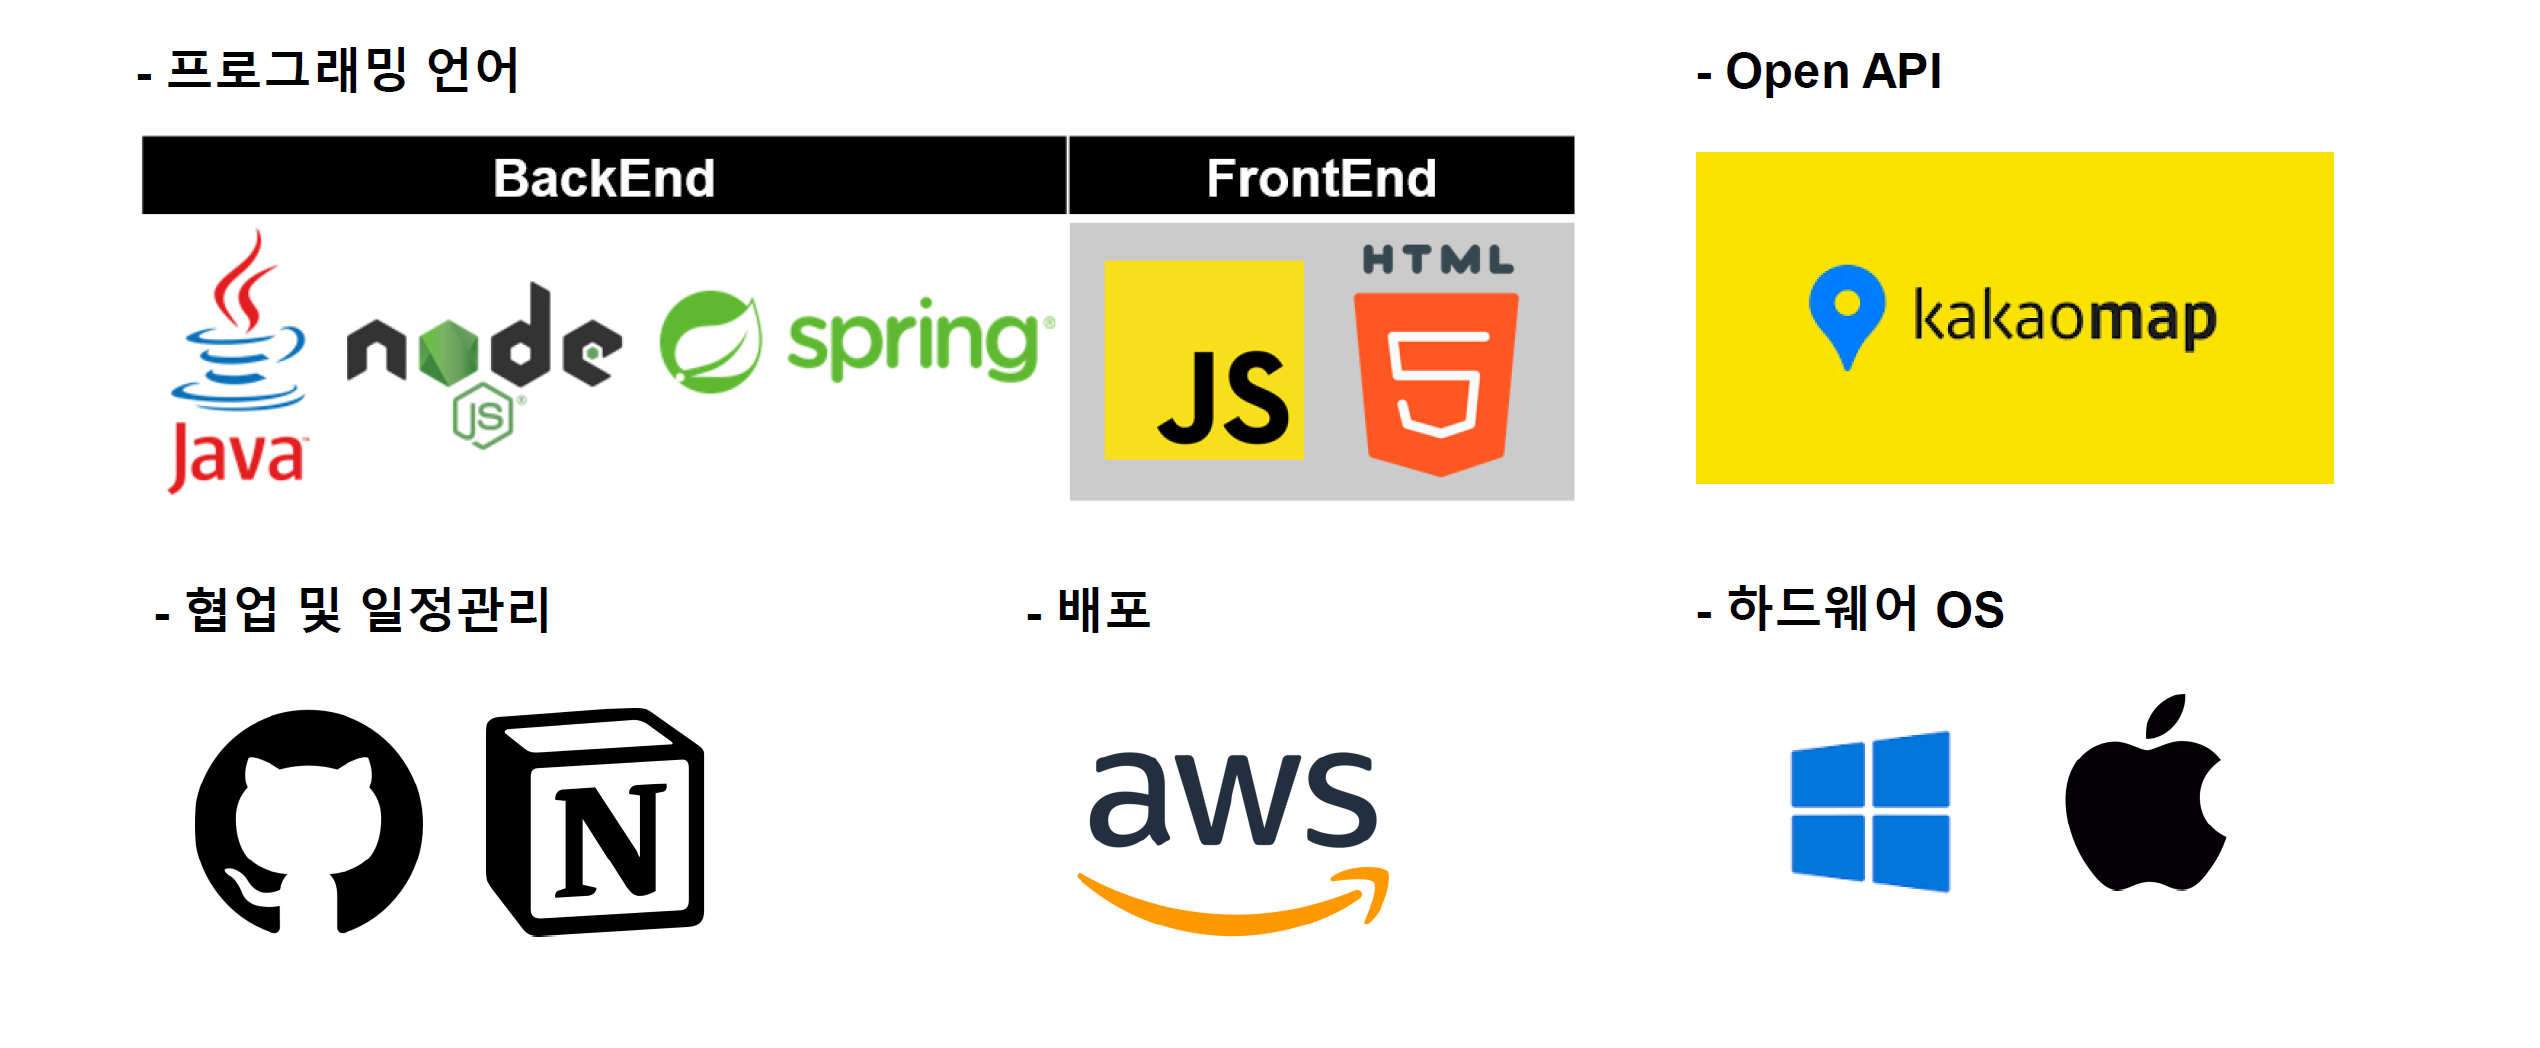 - 프로그래밍 언어
- Open API
BackEnd
FrontEnd
Java™
node
JS®
spring®
JS
HTML
5
kakaomap
- 협업 및 일정관리
- 배포
- 하드웨어 OS
N
aws